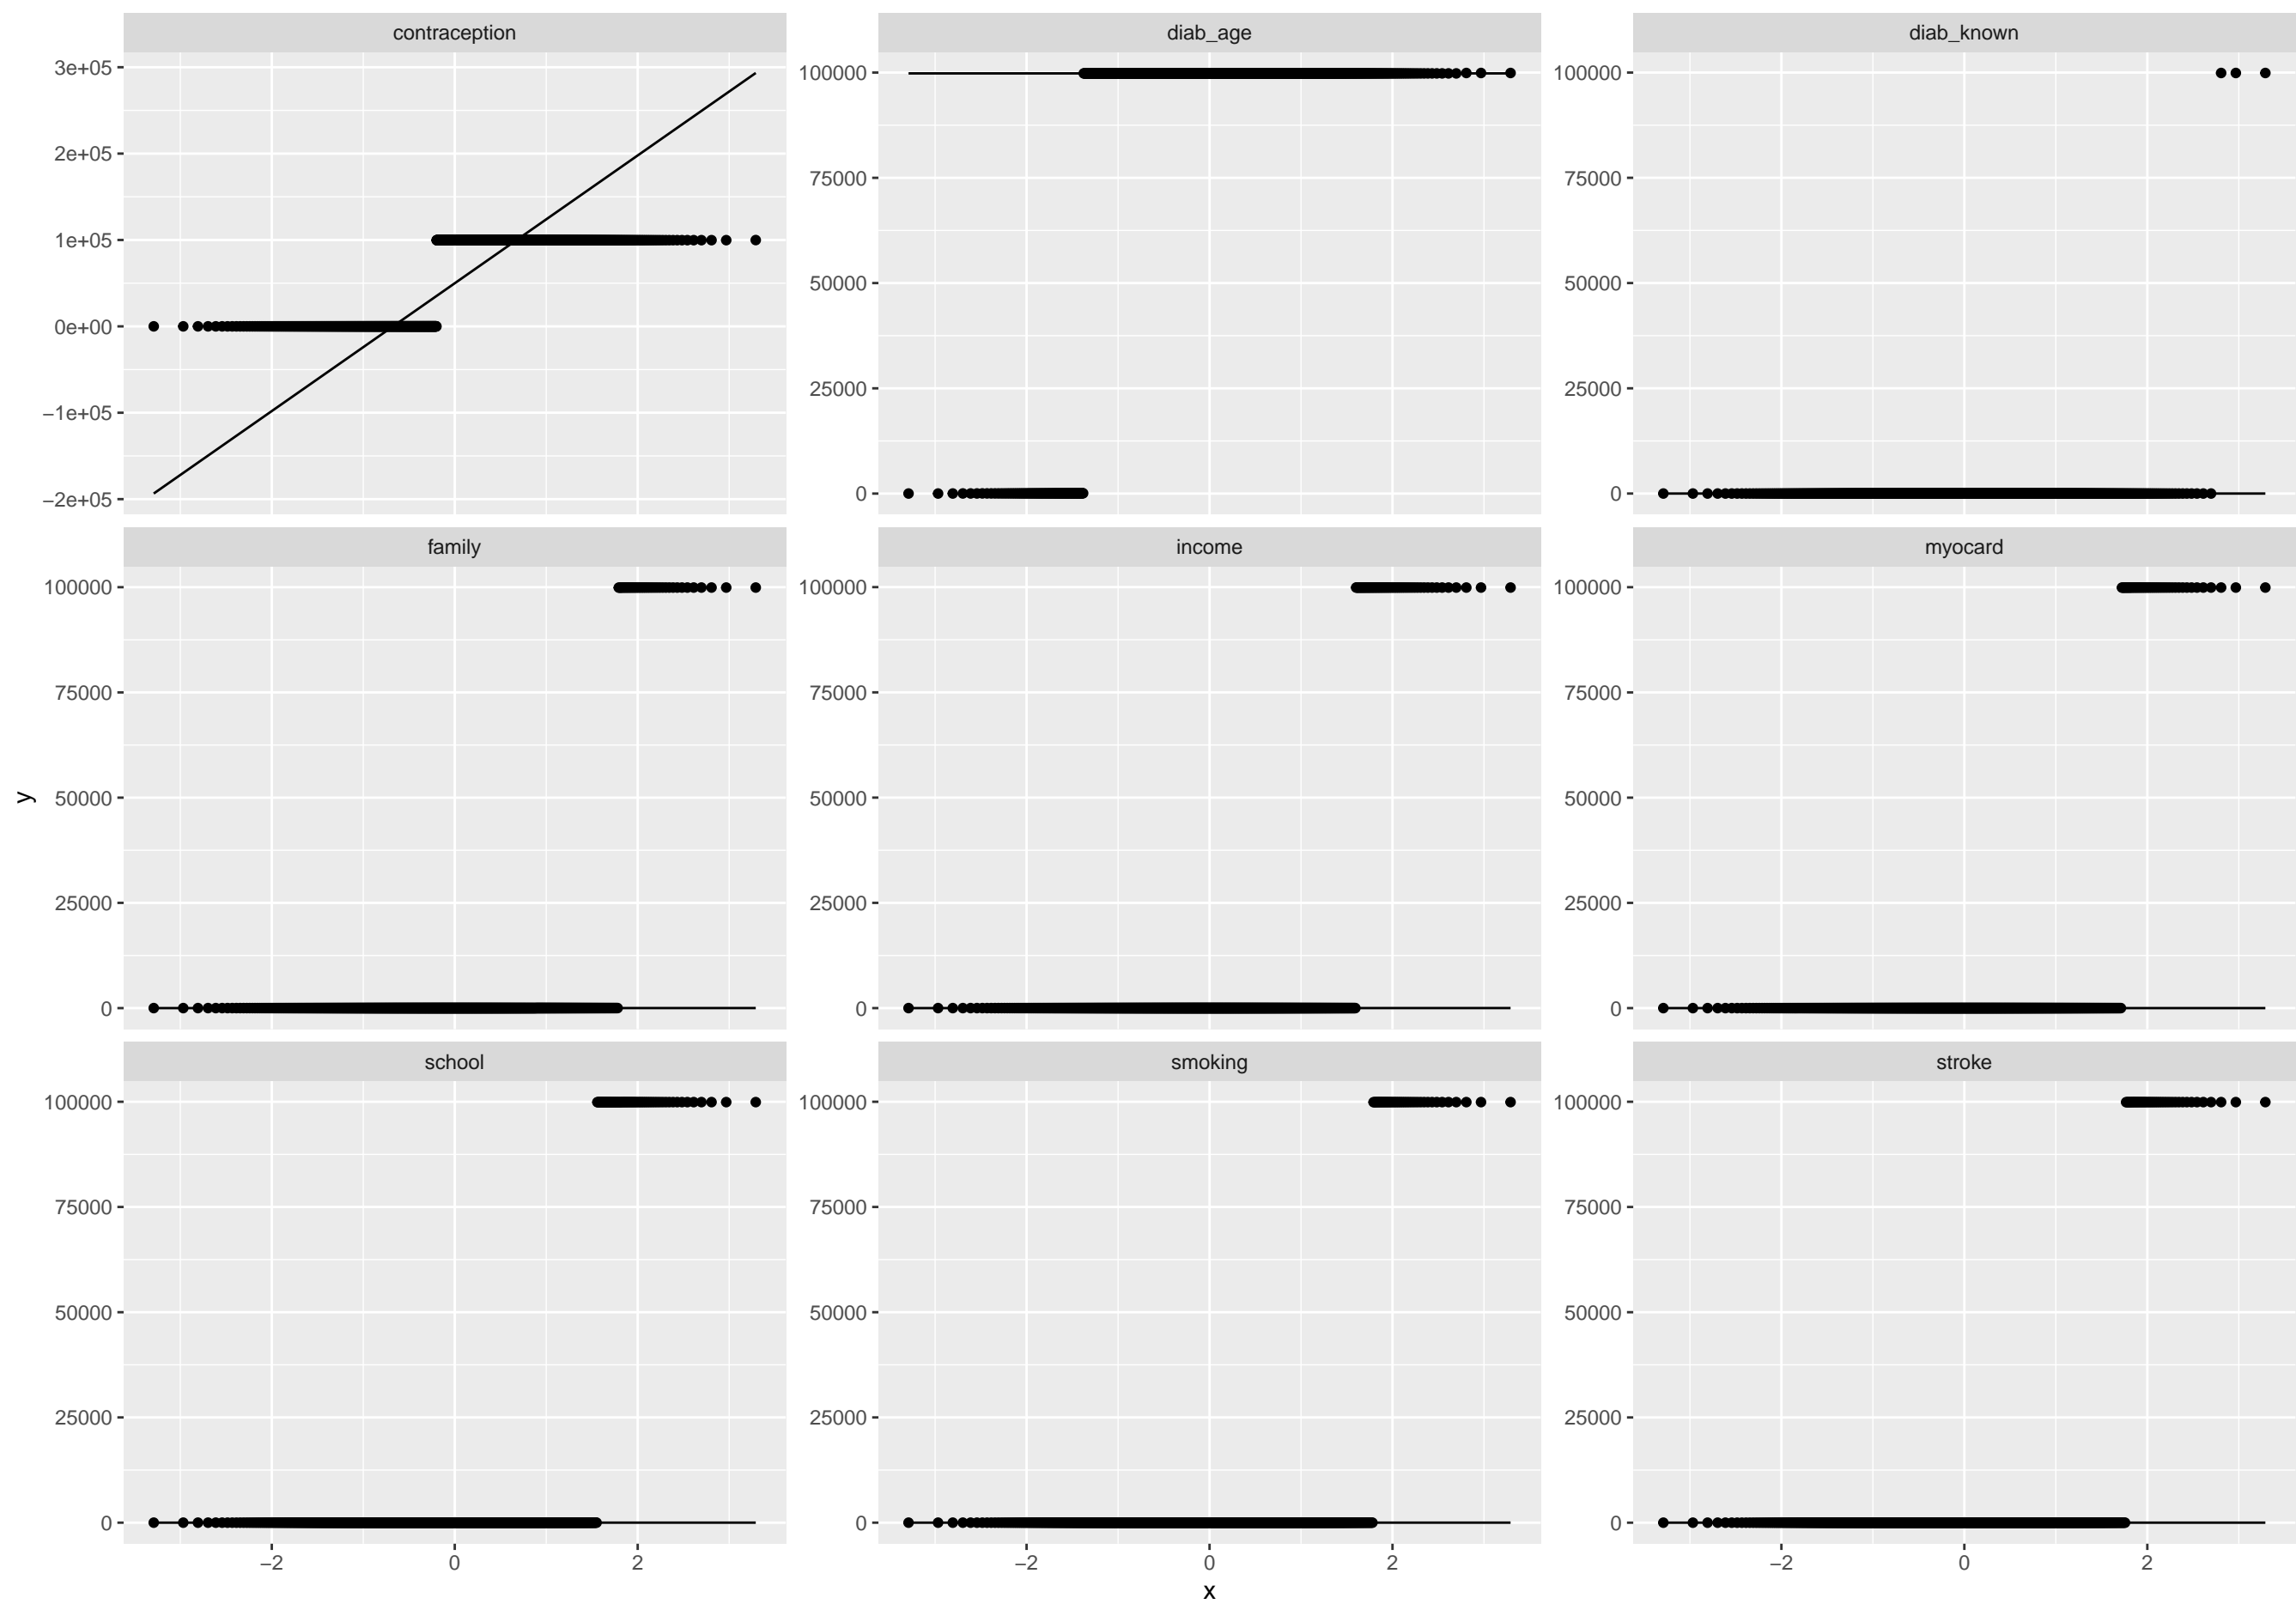 contraception diab_age diab_known
3e+05 100000 100000
2e+05 75000 75000
1e+05 50000 50000
0e+00 25000 25000
−1e+05 0 0
−2e+05
family income myocard
100000 100000 100000
75000 75000 75000
y
50000 50000 50000
25000 25000 25000
0 0 0
school smoking stroke
100000 100000 100000
75000 75000 75000
50000 50000 50000
25000 25000 25000
0 0 0
−2 0 2 −2 0 2 −2 0 2
x